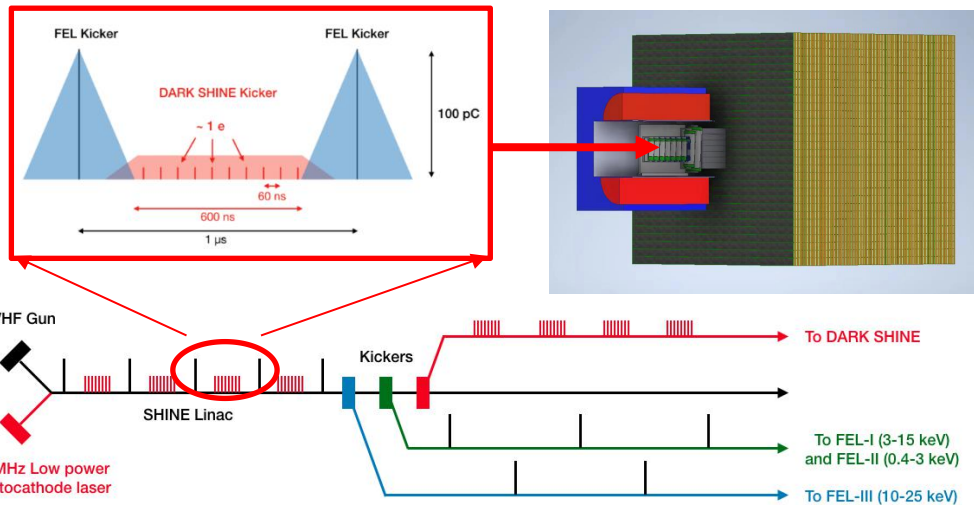 FEL Kicker
FEL Kicker
DARK SHINE Kicker
~ 1 e
100 pC
60 ns
600 ns
1 µs
HF Gun
Kickers
To DARK SHINE
SHINE Linac
MHz Low power
tocathode laser
To FEL-I (3-15 keV)
and FEL-II (0.4-3 keV)
To FEL-III (10-25 keV)